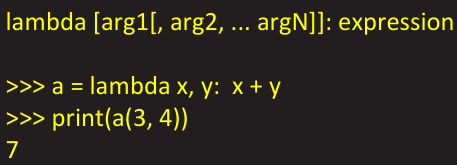 lambda [arg1[, arg2, ... argN]]: expression
>>> a = lambda x, y:  x + y
>>> print(a(3, 4))
7